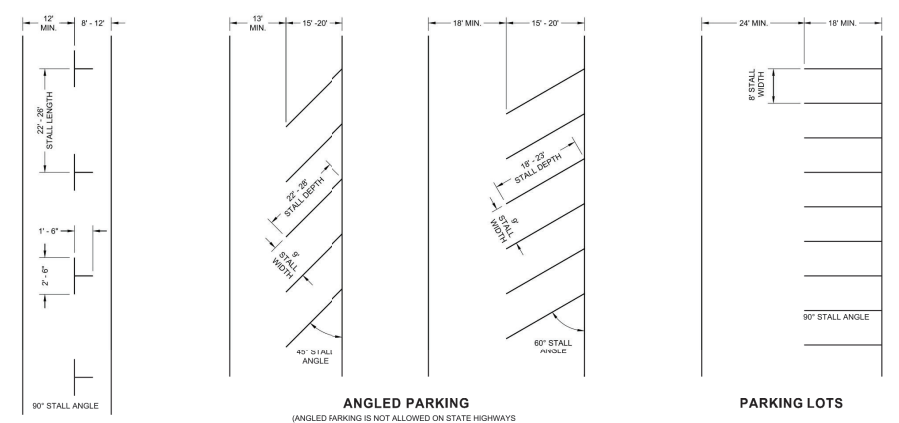 12'
MIN.
8' - 12'
22' - 26'
STALL LENGTH
1' - 6"
2' - 6"
90° STALL ANGLE
13'
MIN.
15' -20'
22' - 28'
STALL DEPTH
9'
STALL
WIDTH
45° STALL
ANGLE
18' MIN.
15' - 20'
18' - 23'
STALL DEPTH
9'
STALL
WIDTH
60° STALL
ANGLE
ANGLED PARKING
(ANGLED PARKING IS NOT ALLOWED ON STATE HIGHWAYS
24' MIN.
18' MIN.
8' STALL
WIDTH
90° STALL ANGLE
PARKING LOTS